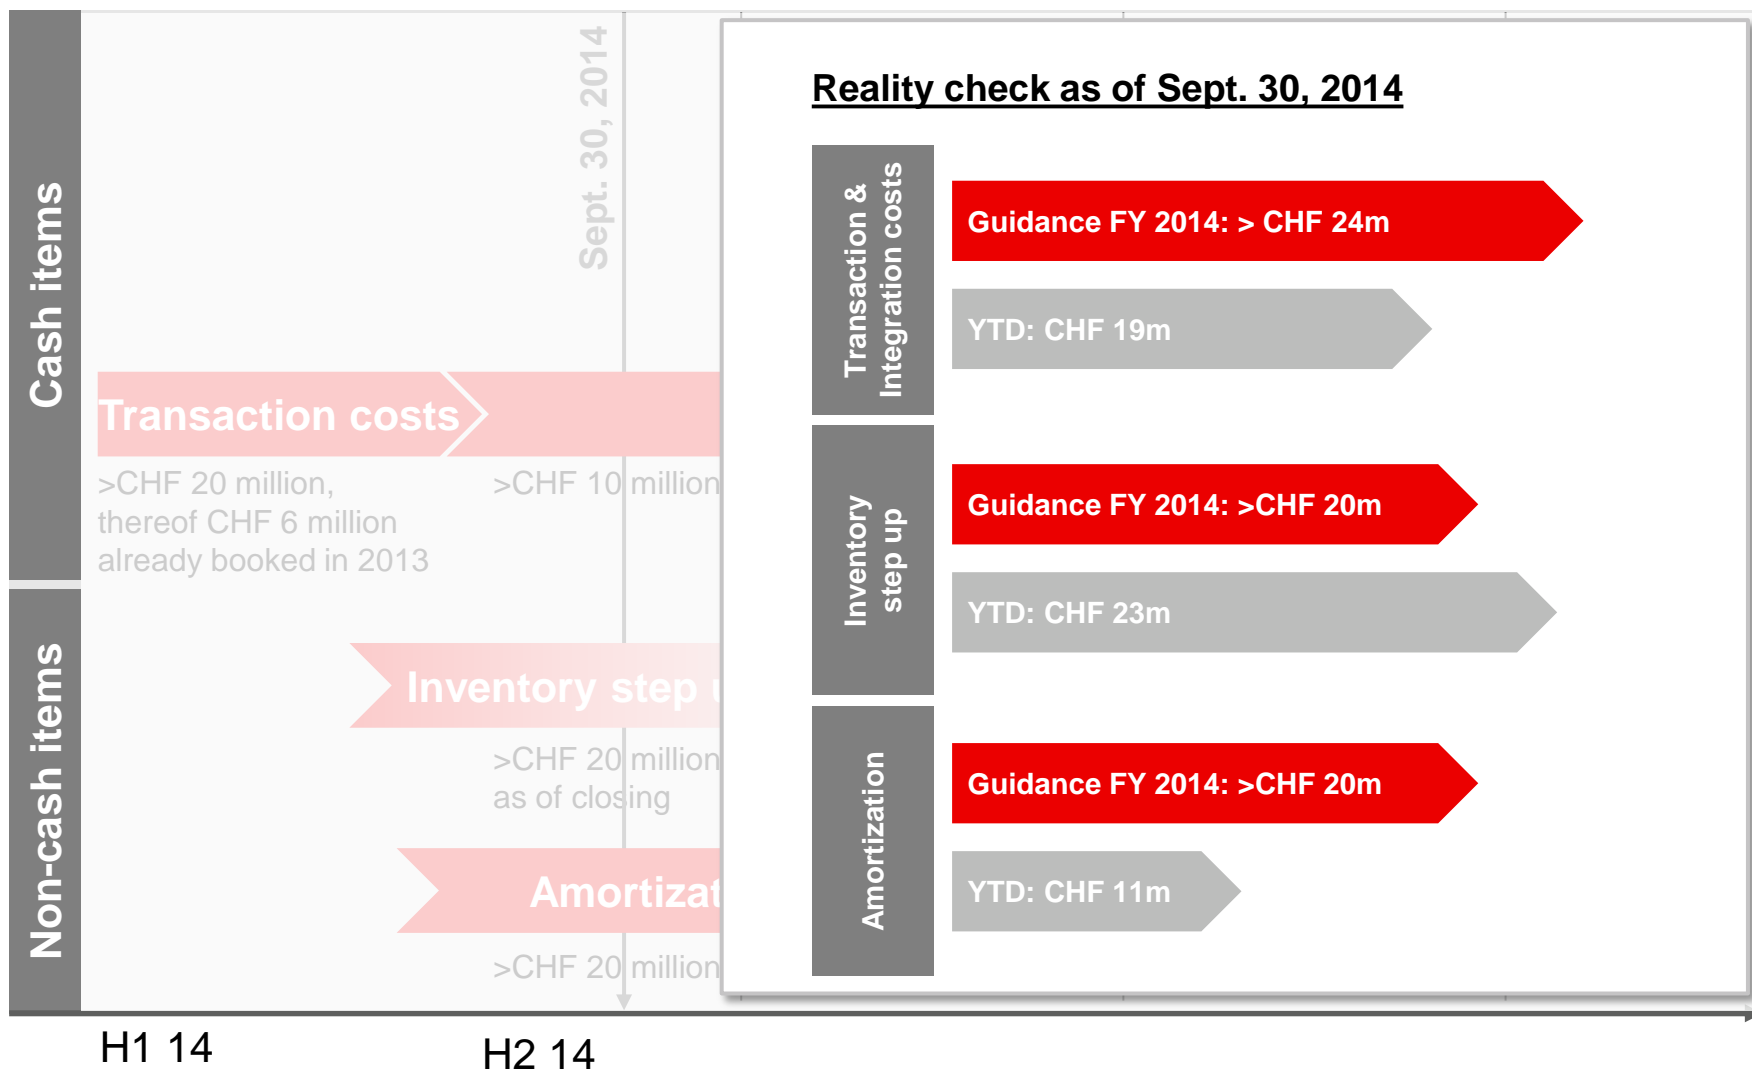 Cash items
Non-cash items
Sept. 30, 2014
Transaction costs
>CHF 20 million,
thereof CHF 6 million
already booked in 2013
>CHF 10 million
Inventory step
>CHF 20 million
as of closing
Amortizat
>CHF 20 million
H1 14
H2 14
Reality check as of Sept. 30, 2014
Transaction &
Integration costs
Guidance FY 2014: > CHF 24m
YTD: CHF 19m
Inventory
step up
Guidance FY 2014: >CHF 20m
YTD: CHF 23m
Amortization
Guidance FY 2014: >CHF 20m
YTD: CHF 11m